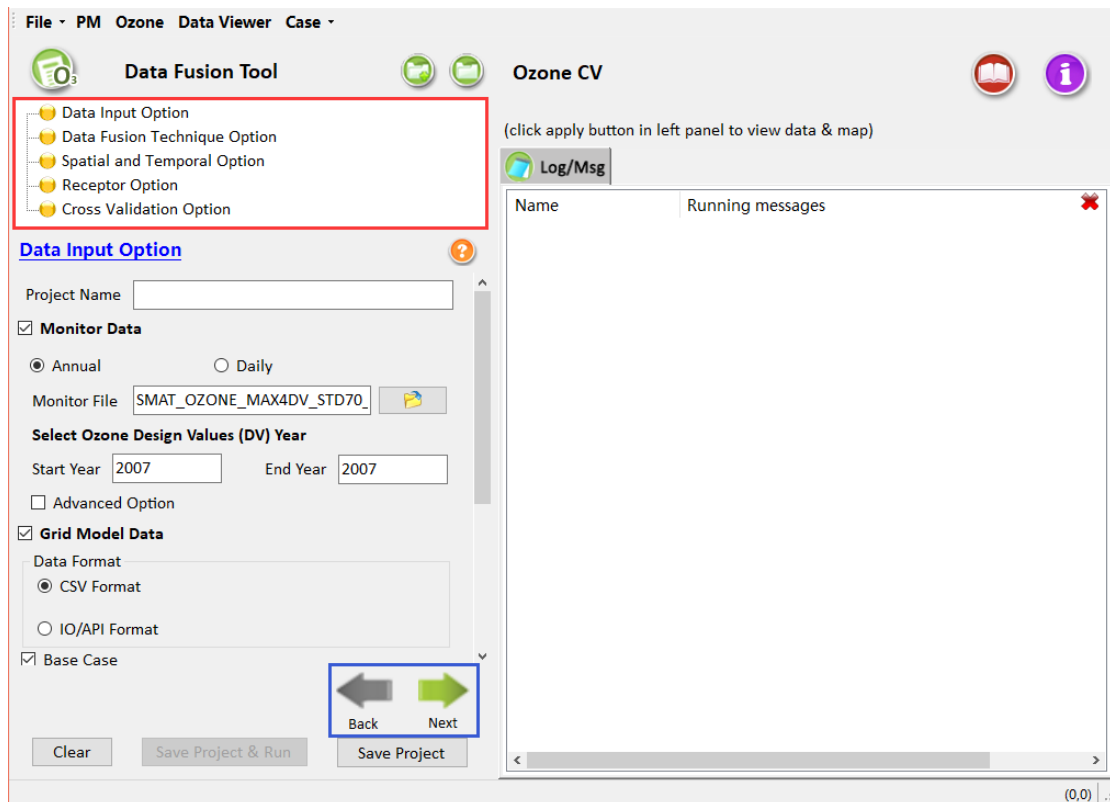 File PM Ozone Data Viewer Case
O3
Data Fusion Tool
Ozone CV
i
Data Input Option
Data Fusion Technique Option
Spatial and Temporal Option
Receptor Option
Cross Validation Option
(click apply button in left panel to view data & map)
Log/Msg
Name Running messages
Data Input Option
?
Project Name
Monitor Data
Annual Daily
Monitor File SMAT_OZONE_MAX4DV_STD70_
Select Ozone Design Values (DV) Year
Start Year 2007 End Year 2007
Advanced Option
Grid Model Data
Data Format
CSV Format
IO/API Format
Base Case
Back Next
Clear Save Project & Run Save Project
(0,0)